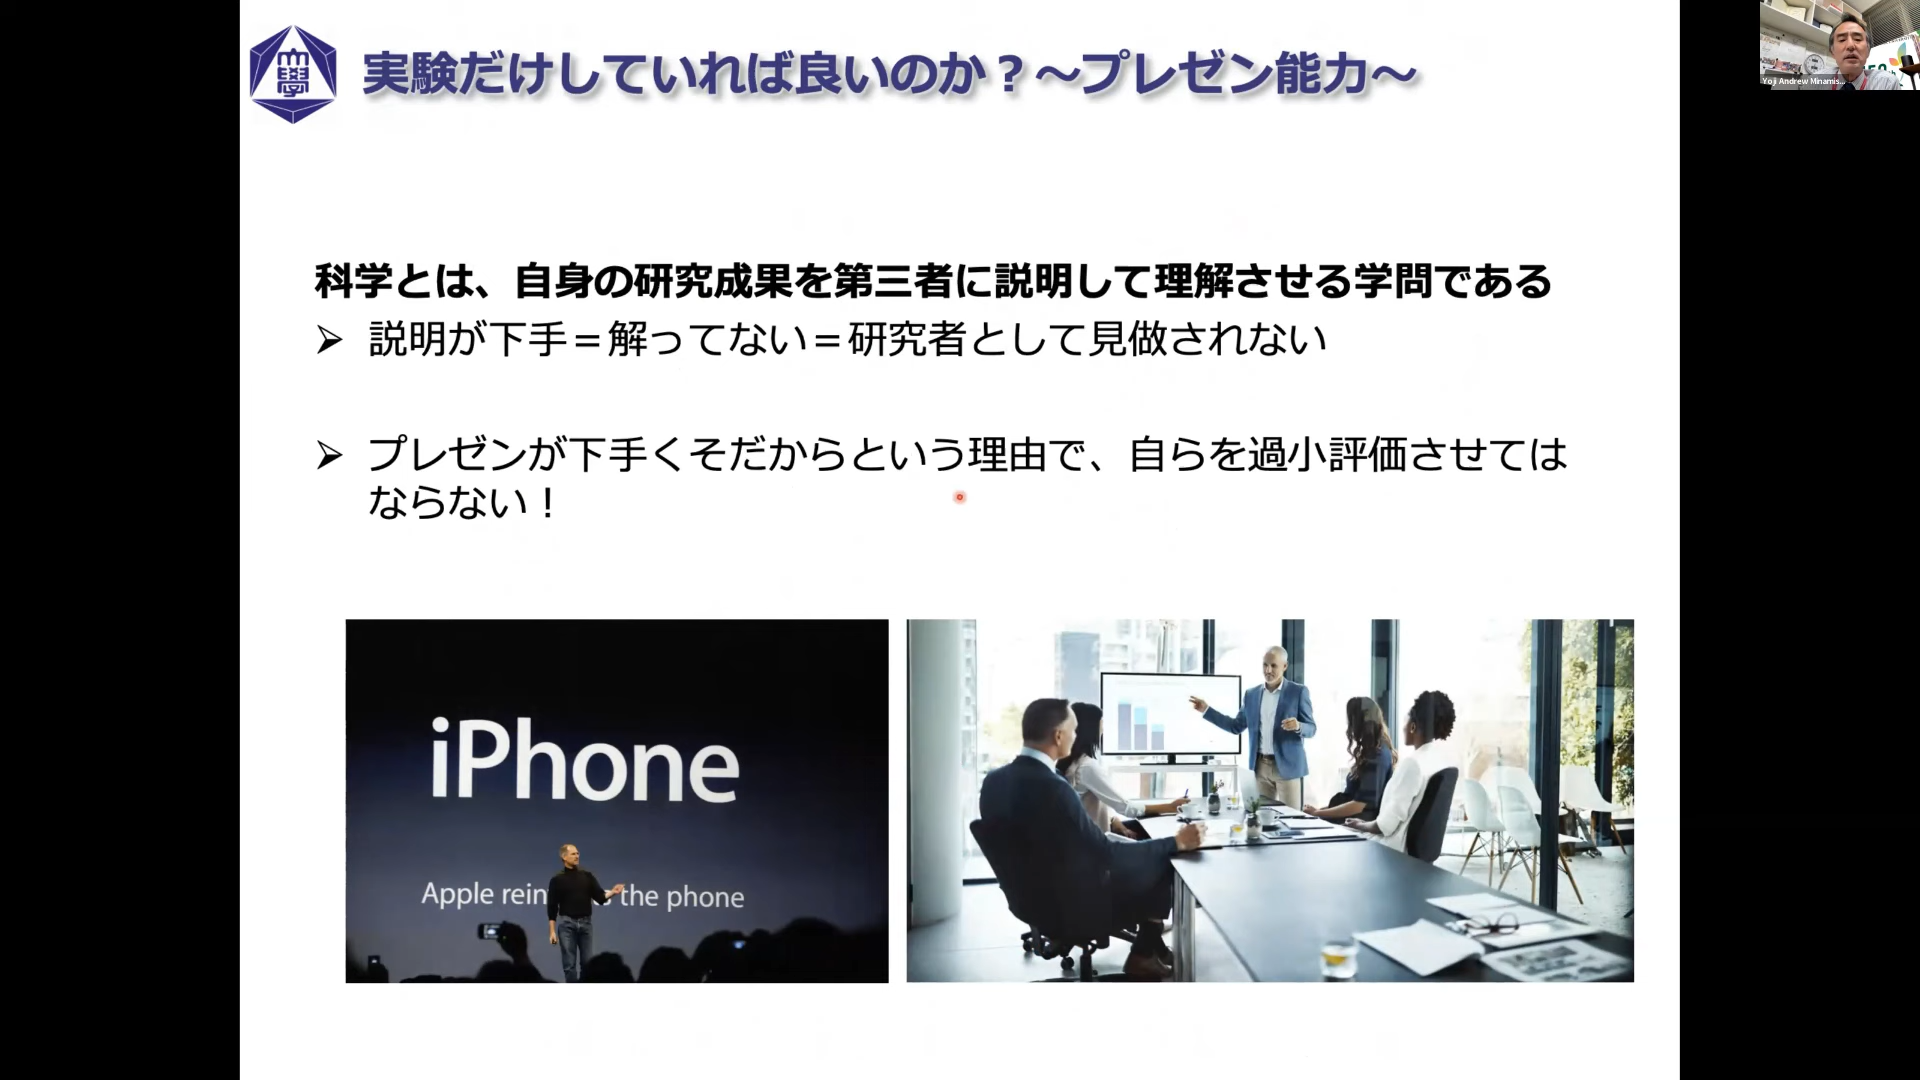 大學
実験だけしていれば良いのか？～プレゼン能力～
Yoji Andrew Minamis...
科学とは、自身の研究成果を第三者に説明して理解させる学問である
➢ 説明が下手＝解ってない＝研究者として見做されない
➢ プレゼンが下手くそだからという理由で、自らを過小評価させては
ならない！
iPhone
Apple rein s the phone